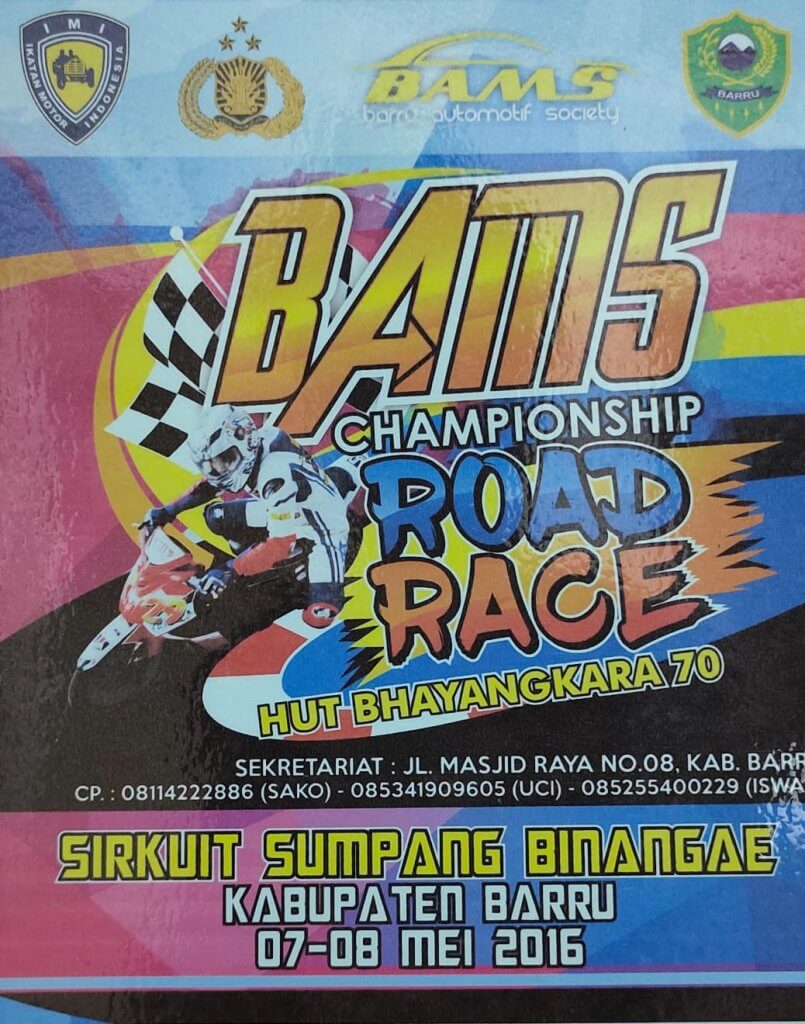 IMI
IKATAN MOTOR INDONESIA
BAMS
barru automotif society
BARRU
BAMS
CHAMPIONSHIP
ROAD
RACE
HUT BHAYANGKARA 70
SEKRETARIAT : JL. MASJID RAYA NO.08, KAB. BARR
CP. : 08114222886 (SAKO) - 085341909605 (UCI) - 085255400229 (ISWA
SIRKUIT SUMPANG BINANGAE
KABUPATEN BARRU
07-08 MEI 2016